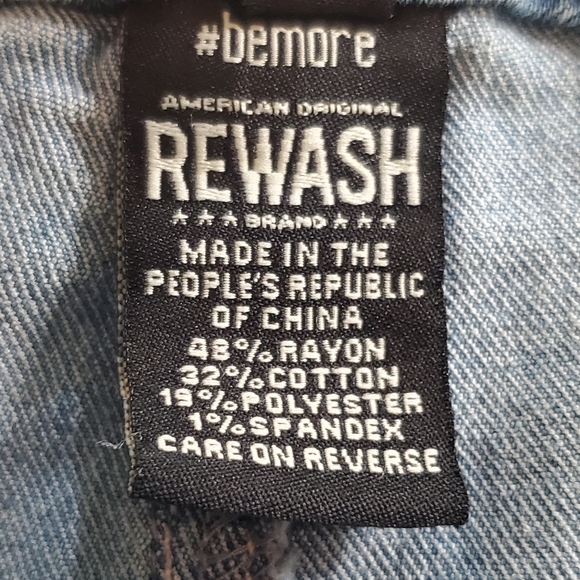 #bemore
AMERICAN ORIGINAL
REWASH
★★★ BRAND ★★★
MADE IN THE
PEOPLE'S REPUBLIC
OF CHINA
48% RAYON
32% COTTON
19% POLYESTER
1% SPANDEX
CARE ON REVERSE